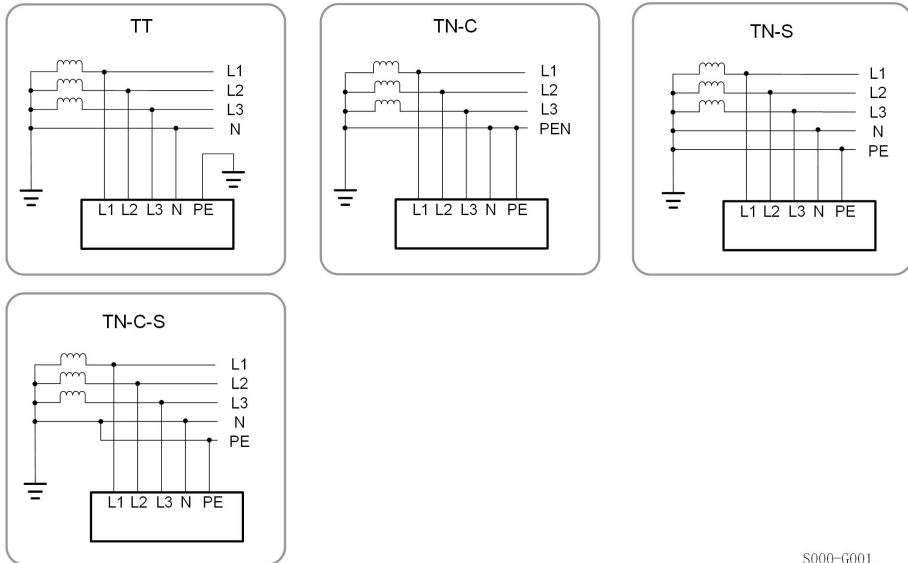 TT
L1
L2
L3
N
L1 L2 L3 N PE
TN-C
L1
L2
L3
PEN
L1 L2 L3 N PE
TN-S
L1
L2
L3
N
PE
L1 L2 L3 N PE
TN-C-S
L1
L2
L3
N
PE
L1 L2 L3 N PE
S000-G001